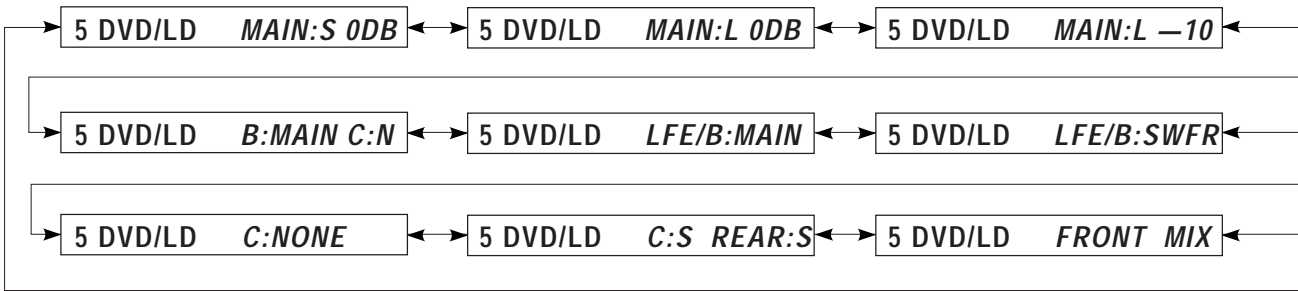 5 DVD/LD MAIN:S 0DB 5 DVD/LD MAIN:L 0DB 5 DVD/LD MAIN:L —10
5 DVD/LD B:MAIN C:N 5 DVD/LD LFE/B:MAIN 5 DVD/LD LFE/B:SWFR
5 DVD/LD C:NONE 5 DVD/LD C:S REAR:S 5 DVD/LD FRONT MIX